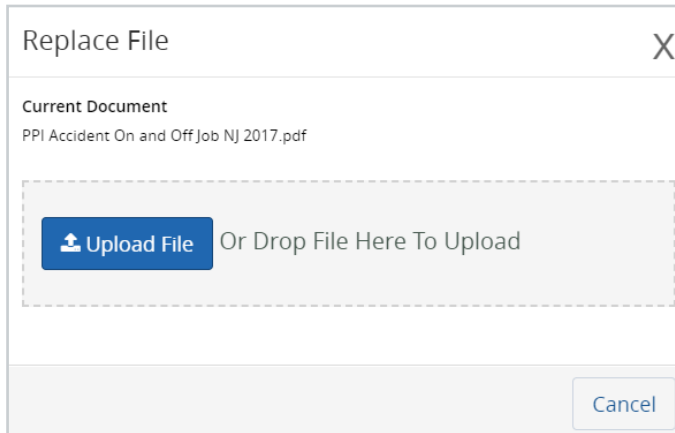 Replace File X
Current Document
PPI Accident On and Off Job NJ 2017.pdf
Upload File Or Drop File Here To Upload
Cancel